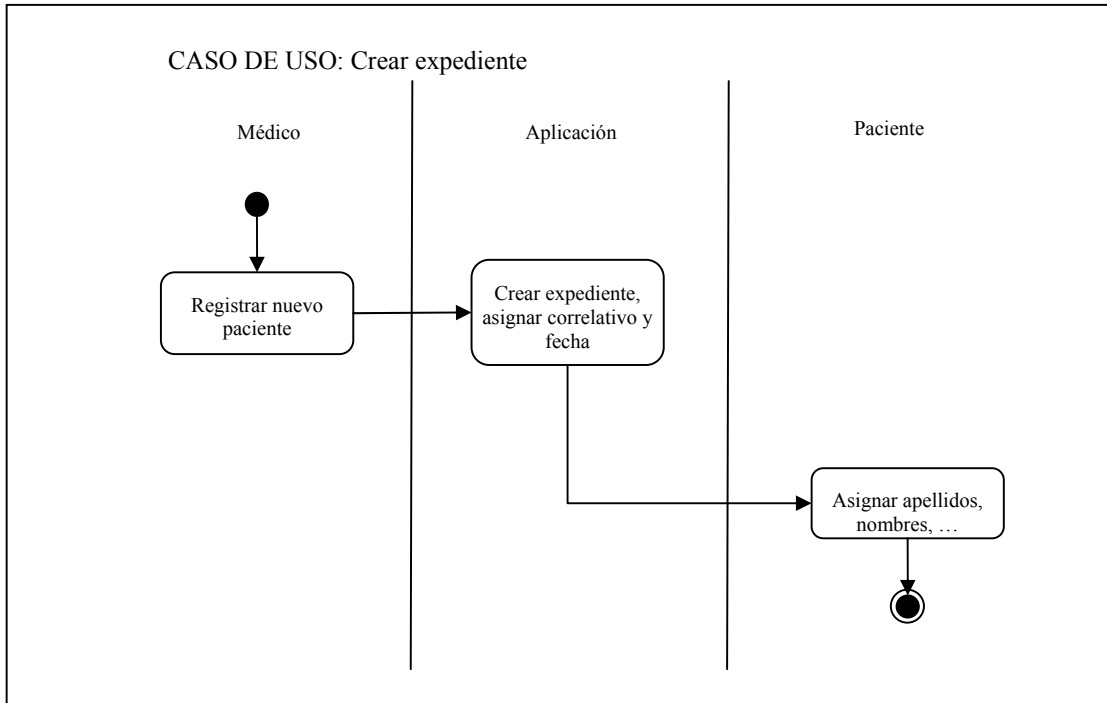 CASO DE USO: Crear expediente
Médico
Aplicación
Paciente
Registrar nuevo
paciente
Crear expediente,
asignar correlativo y
fecha
Asignar apellidos,
nombres, …